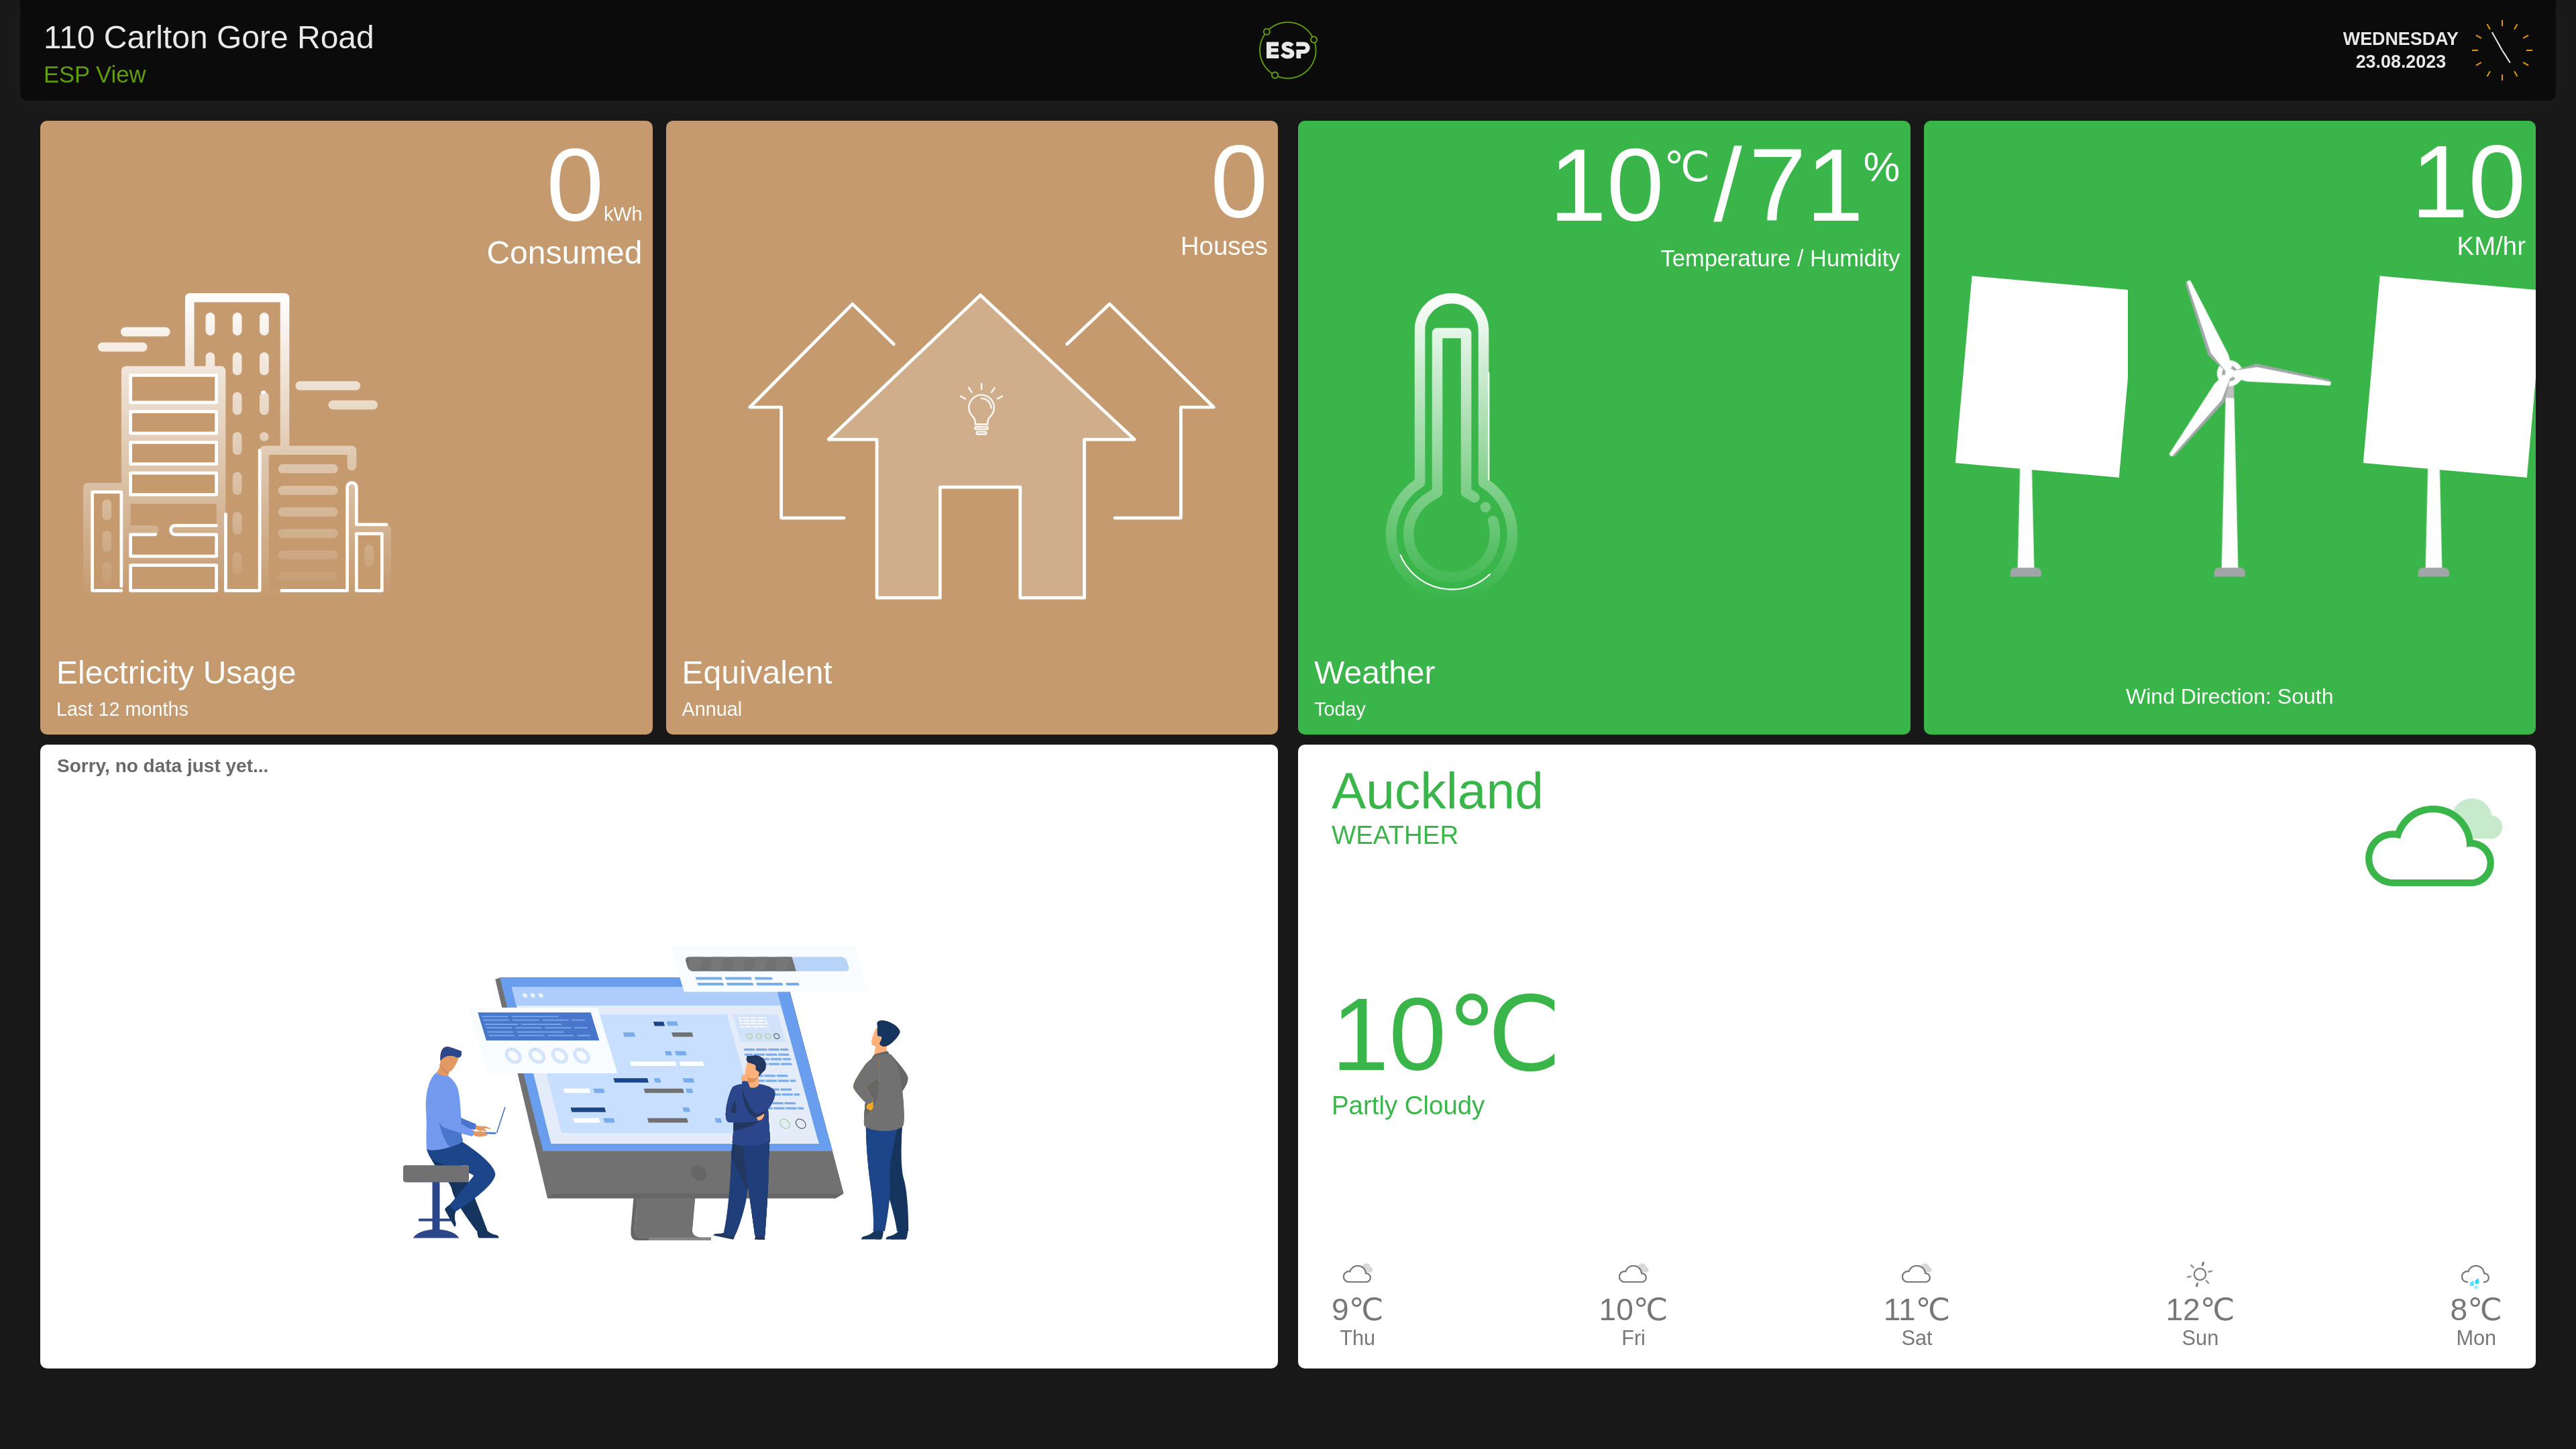 110 Carlton Gore Road
ESP View
ESP
WEDNESDAY
23.08.2023
0 kWh
Consumed
Electricity Usage
Last 12 months
0
Houses
Equivalent
Annual
10℃/71%
Temperature / Humidity
Weather
Today
10
KM/hr
Wind Direction: South
Sorry, no data just yet...
Auckland
WEATHER
10℃
Partly Cloudy
9℃ 10℃ 11℃ 12℃ 8℃
Thu Fri Sat Sun Mon